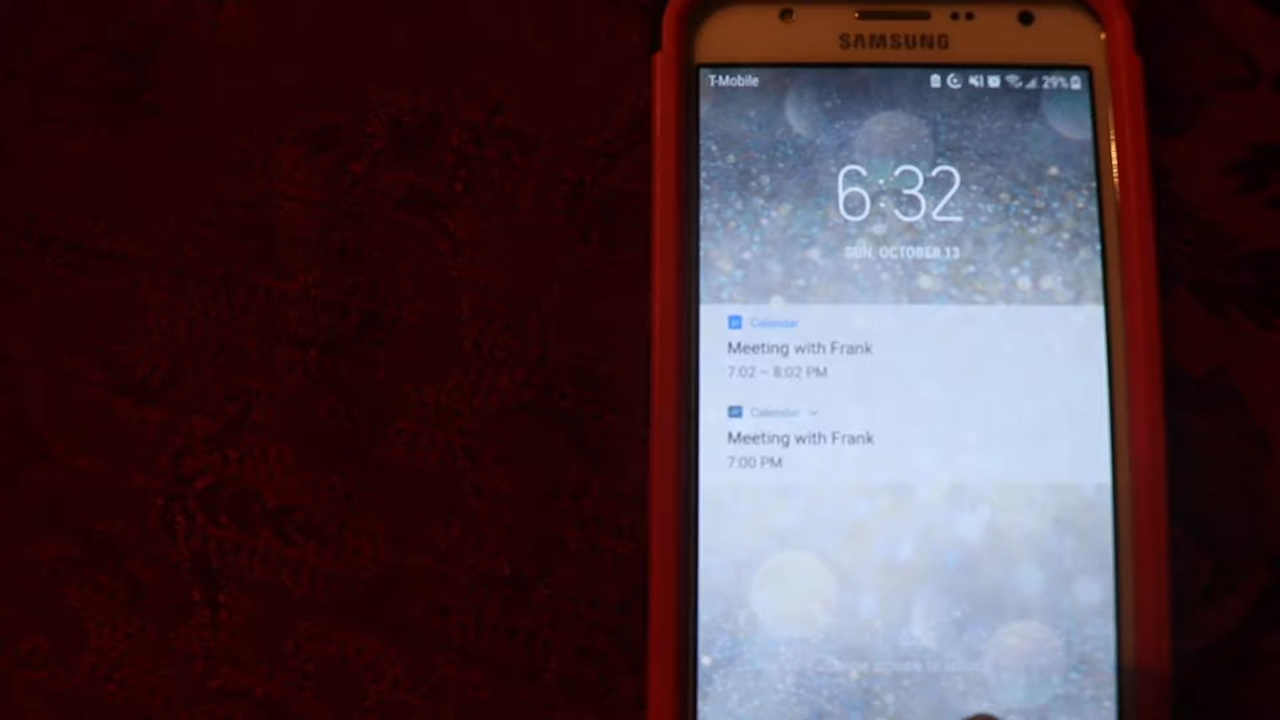 SAMSUNG
T-Mobile
29%
6:32
SUN, OCTOBER 13
Calendar
Meeting with Frank
7:02 – 8:02 PM
Calendar
Meeting with Frank
7:00 PM